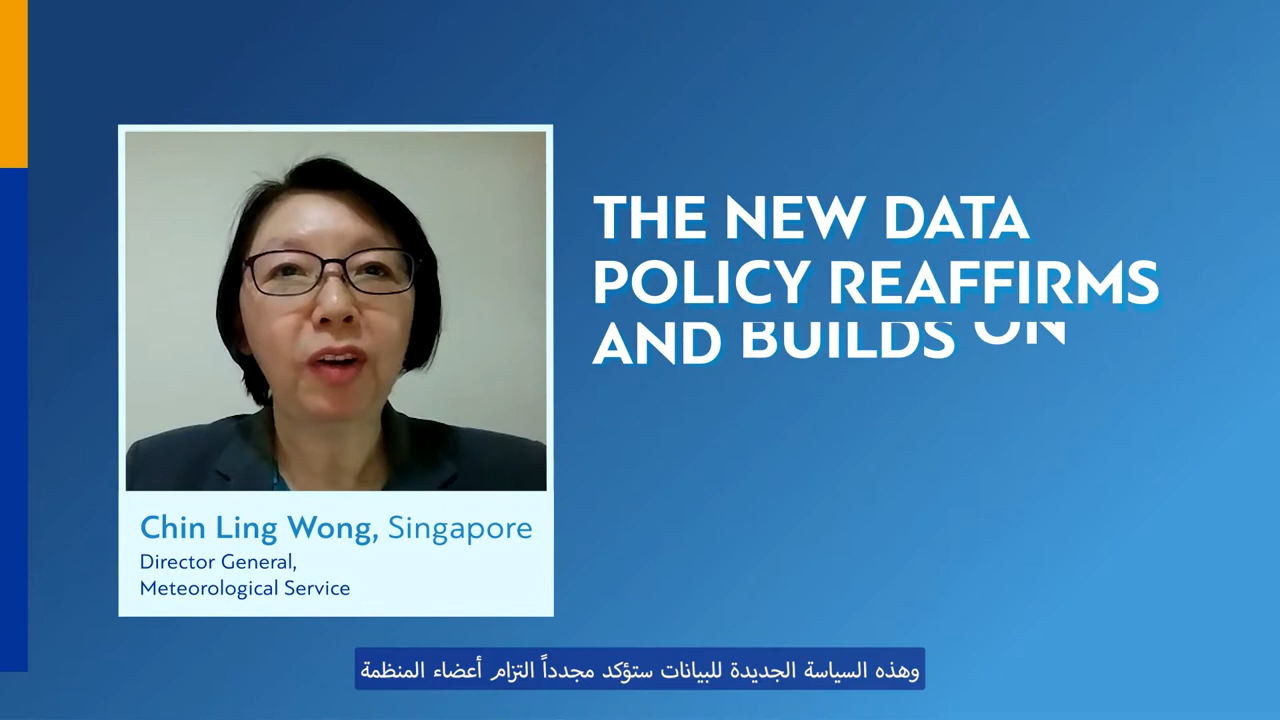 THE NEW DATA
POLICY REAFFIRMS
AND BUILDS ON
Chin Ling Wong, Singapore
Director General,
Meteorological Service
وهذه السياسة الجديدة للبيانات ستؤكد مجدداً التزام أعضاء المنظمة